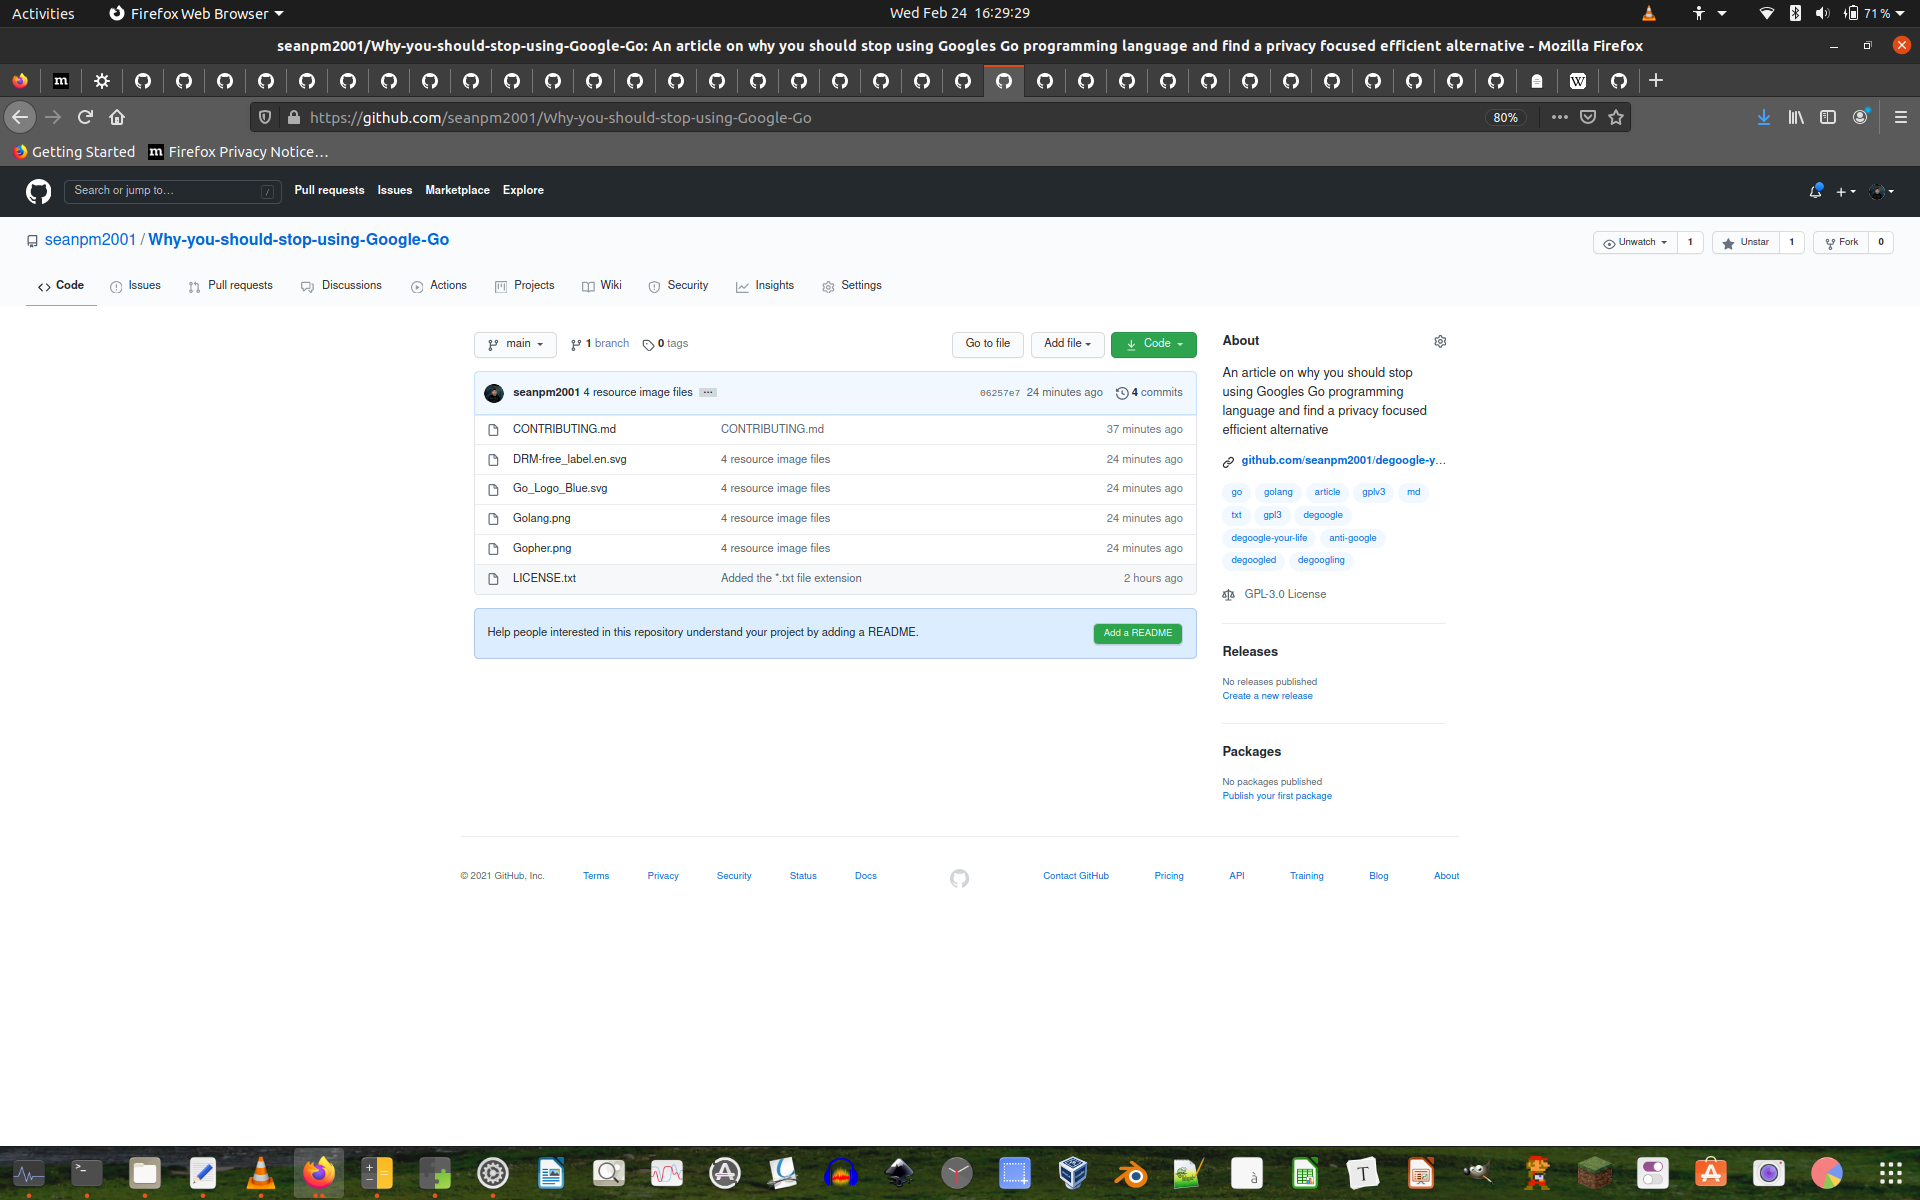 Activities Firefox Web Browser Wed Feb 24 16:29:29 71 %
seanpm2001/Why-you-should-stop-using-Google-Go: An article on why you should stop using Googles Go programming language and find a privacy focused efficient alternative - Mozilla Firefox
https://github.com/seanpm2001/Why-you-should-stop-using-Google-Go 80%
Getting Started Firefox Privacy Notice…
Search or jump to… / Pull requests Issues Marketplace Explore
seanpm2001 / Why-you-should-stop-using-Google-Go Unwatch 1 Unstar 1 Fork 0
Code Issues Pull requests Discussions Actions Projects Wiki Security Insights Settings
main 1 branch 0 tags Go to file Add file Code
seanpm2001 4 resource image files ... 06257e7 24 minutes ago 4 commits
CONTRIBUTING.md CONTRIBUTING.md 37 minutes ago
DRM-free_label.en.svg 4 resource image files 24 minutes ago
Go_Logo_Blue.svg 4 resource image files 24 minutes ago
Golang.png 4 resource image files 24 minutes ago
Gopher.png 4 resource image files 24 minutes ago
LICENSE.txt Added the *.txt file extension 2 hours ago
Help people interested in this repository understand your project by adding a README. Add a README
About
An article on why you should stop
using Googles Go programming
language and find a privacy focused
efficient alternative
github.com/seanpm2001/degoogle-y…
go golang article gplv3 md
txt gpl3 degoogle
degoogle-your-life anti-google
degoogled degoogling
GPL-3.0 License
Releases
No releases published
Create a new release
Packages
No packages published
Publish your first package
© 2021 GitHub, Inc. Terms Privacy Security Status Docs Contact GitHub Pricing API Training Blog About